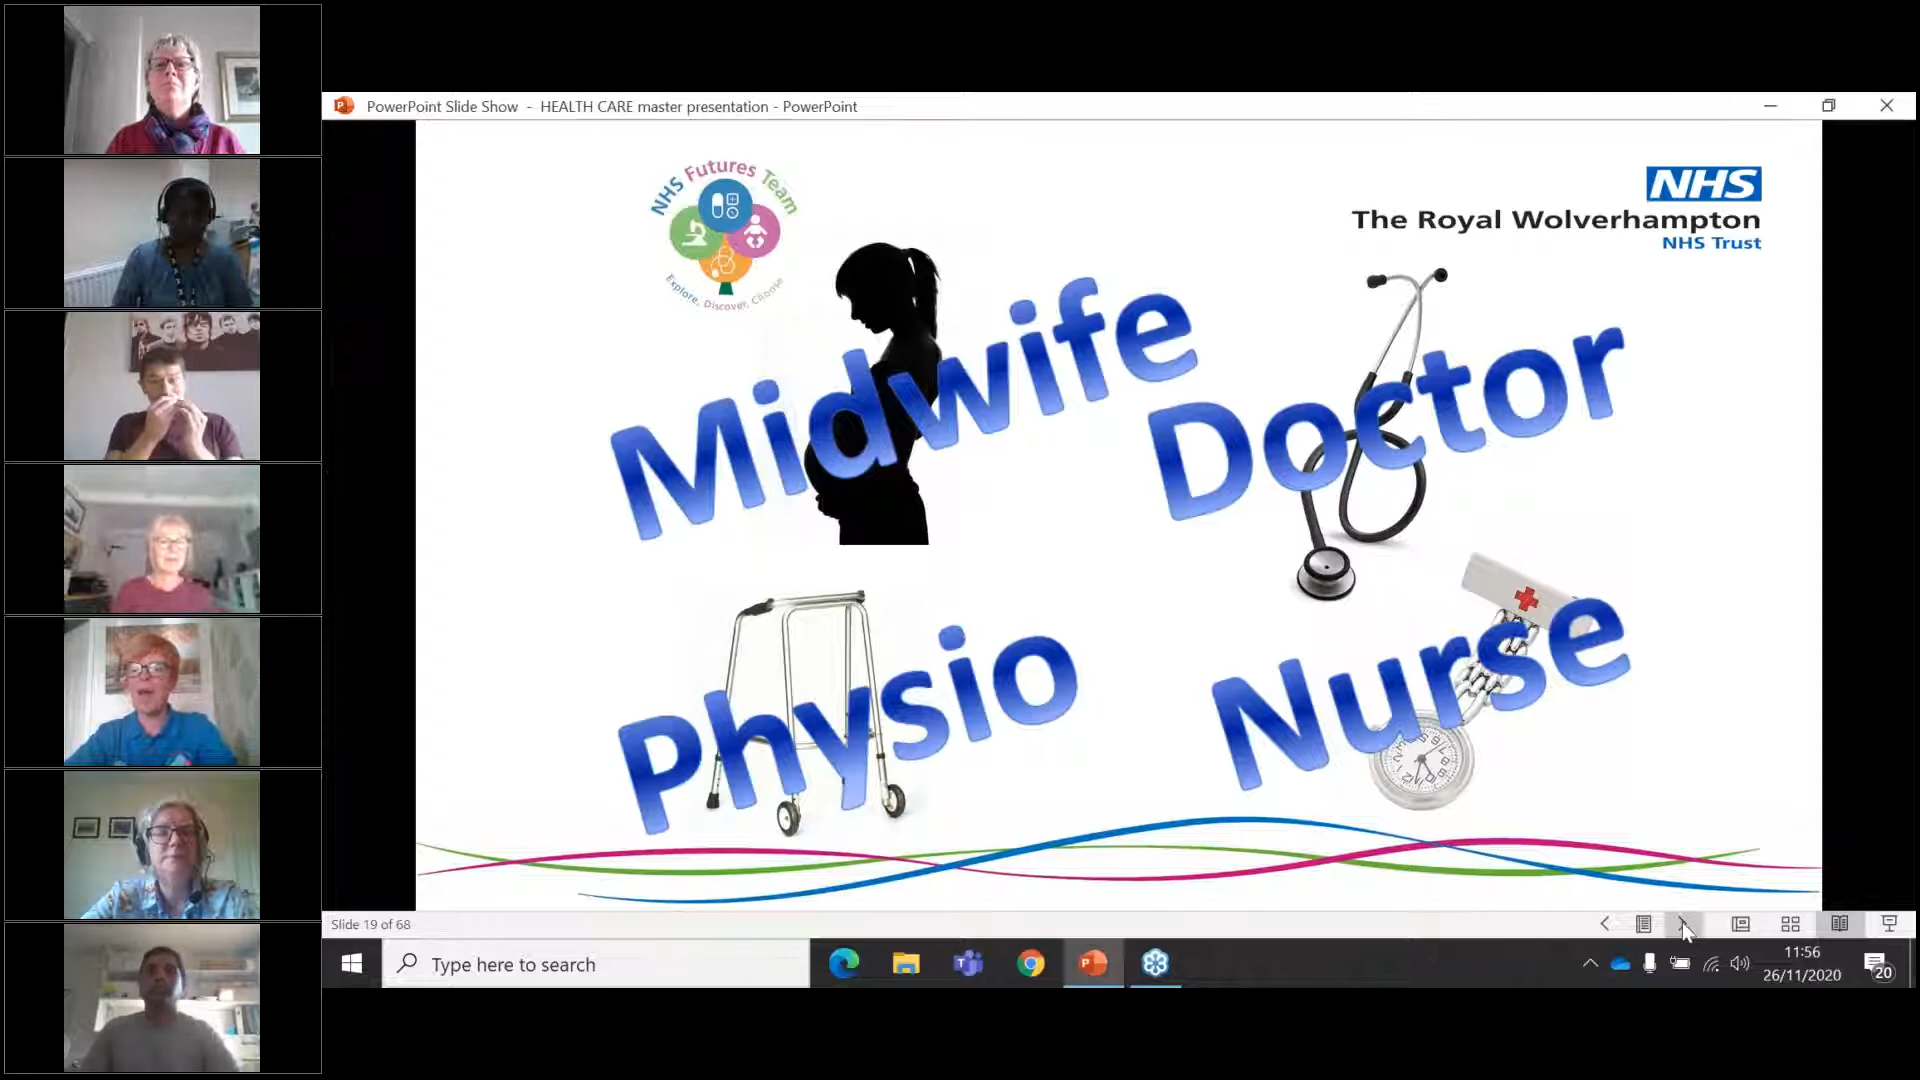 PowerPoint Slide Show - HEALTH CARE master presentation - PowerPoint
NHS Futures Team
Explore, Discover, Choose
NHS
The Royal Wolverhampton
NHS Trust
Midwife
Doctor
Physio
Nurse
Slide 19 of 68
Type here to search
11:56
26/11/2020
20